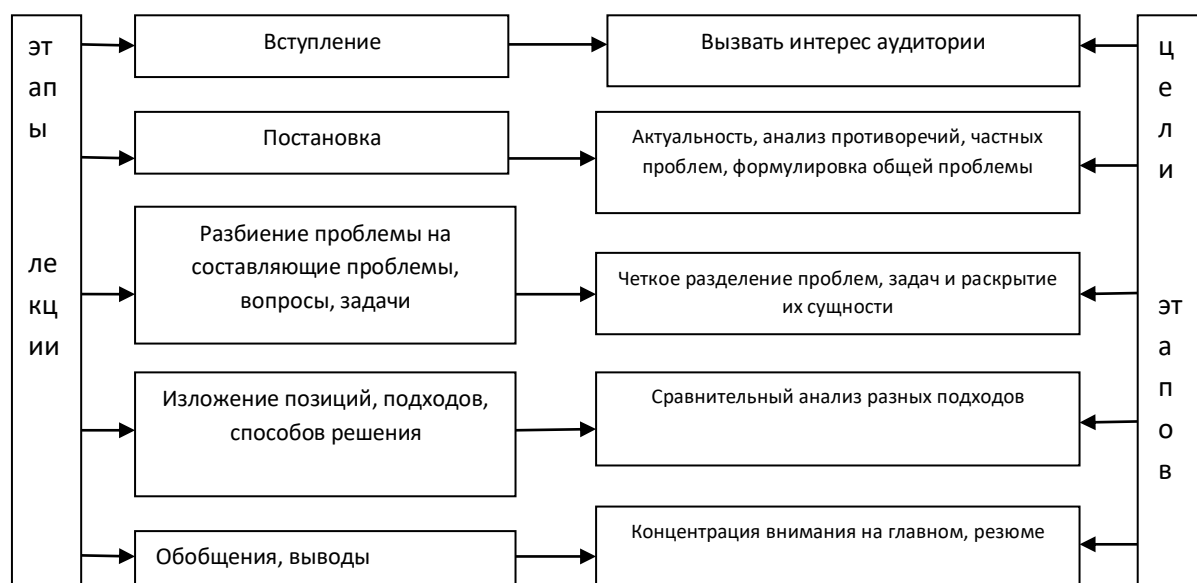 эт
ап
ы
ле
кц
ии
Вступление
Вызвать интерес аудитории
Постановка
Актуальность, анализ противоречий, частных
проблем, формулировка общей проблемы
Разбиение проблемы на
составляющие проблемы,
вопросы, задачи
Четкое разделение проблем, задач и раскрытие
их сущности
Изложение позиций, подходов,
способов решения
Сравнительный анализ разных подходов
Обобщения, выводы
Концентрация внимания на главном, резюме
ц
е
л
и
эт
а
п
о
в